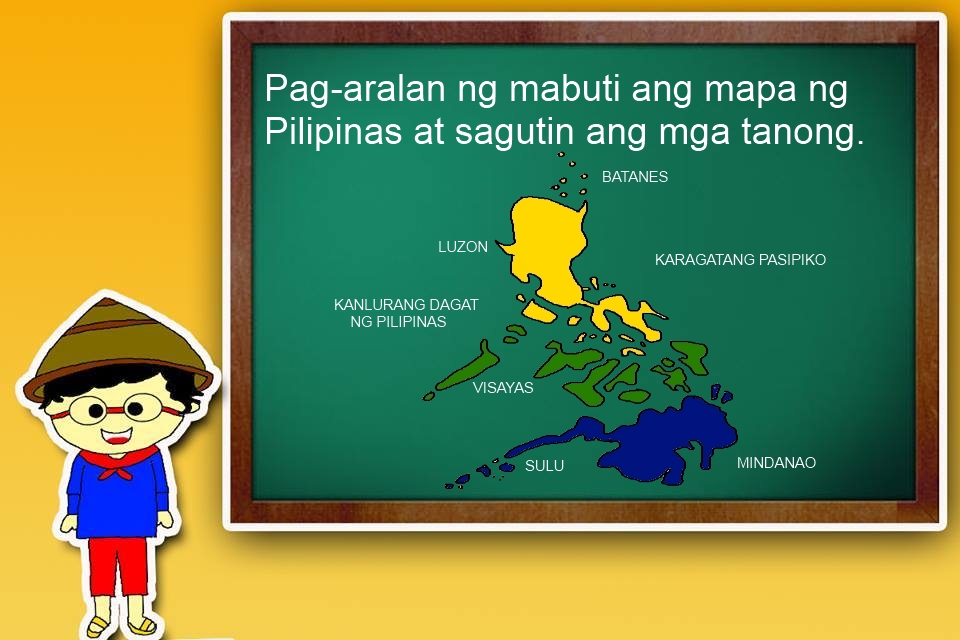 Pag-aralan ng mabuti ang mapa ng
Pilipinas at sagutin ang mga tanong.
BATANES
LUZON
KARAGATANG PASIPIKO
KANLURANG DAGAT
NG PILIPINAS
VISAYAS
SULU
MINDANAO